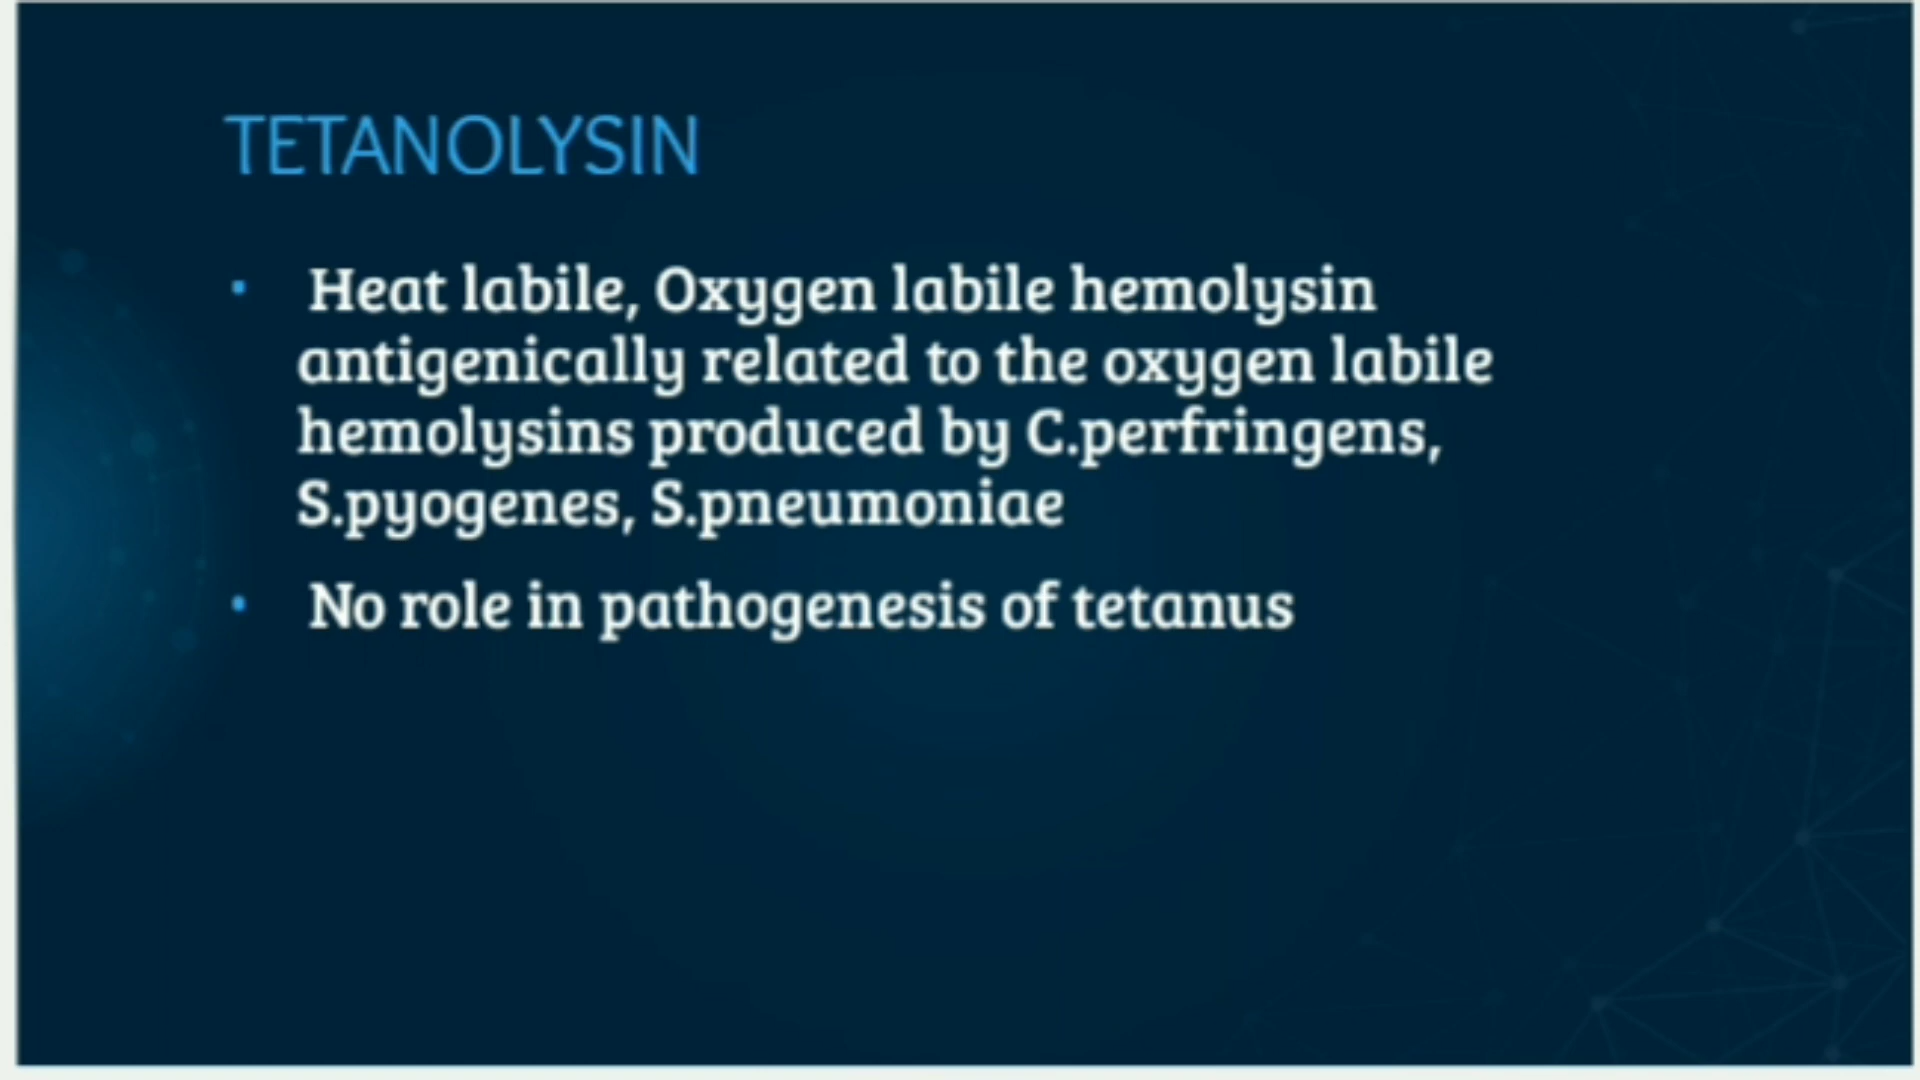 TETANOLYSIN
• Heat labile, Oxygen labile hemolysin
antigenically related to the oxygen labile
hemolysins produced by C.perfringens,
S.pyogenes, S.pneumoniae
• No role in pathogenesis of tetanus